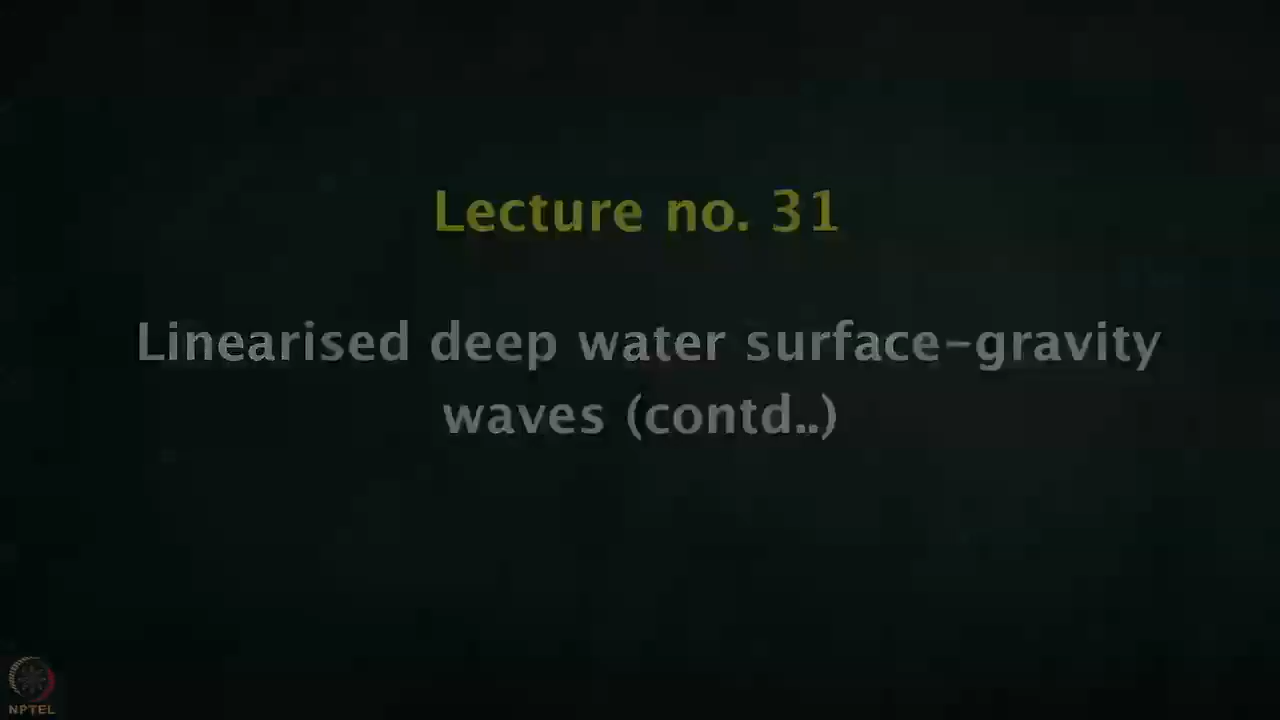 Lecture no. 31
Linearised deep water surface-gravity
waves (contd..)
NPTEL